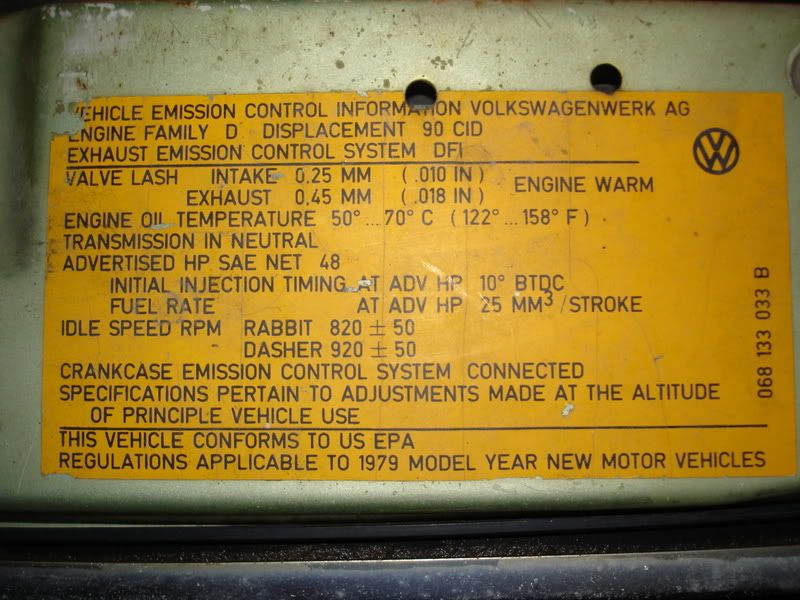 VEHICLE EMISSION CONTROL INFORMATION VOLKSWAGENWERK AG
ENGINE FAMILY D DISPLACEMENT 90 CID
EXHAUST EMISSION CONTROL SYSTEM DFI
VALVE LASH INTAKE 0,25 MM (.010 IN) ENGINE WARM
EXHAUST 0,45 MM (.018 IN)
ENGINE OIL TEMPERATURE 50°...70° C (122°...158° F)
TRANSMISSION IN NEUTRAL
ADVERTISED HP SAE NET 48
INITIAL INJECTION TIMING AT ADV HP 10° BTDC
FUEL RATE AT ADV HP 25 MM³/STROKE
IDLE SPEED RPM RABBIT 820 ± 50
DASHER 920 ± 50
CRANKCASE EMISSION CONTROL SYSTEM CONNECTED
SPECIFICATIONS PERTAIN TO ADJUSTMENTS MADE AT THE ALTITUDE
OF PRINCIPLE VEHICLE USE
THIS VEHICLE CONFORMS TO US EPA
REGULATIONS APPLICABLE TO 1979 MODEL YEAR NEW MOTOR VEHICLES
VW
068 133 033 B